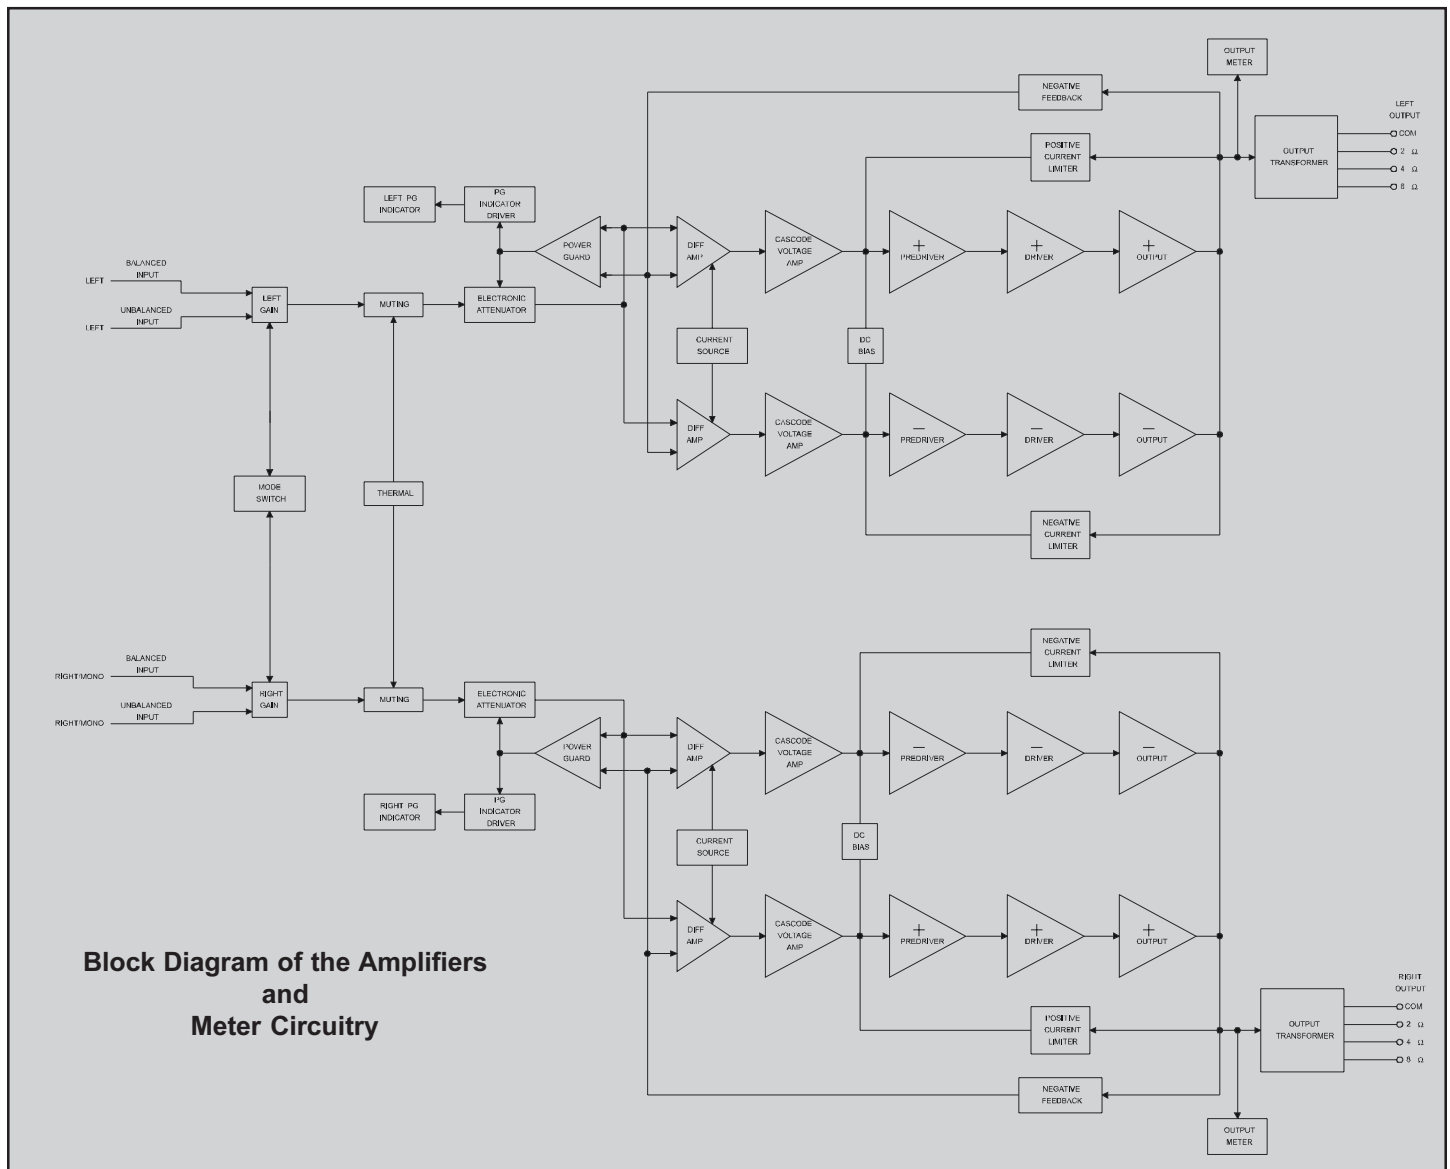 OUTPUT
METER
NEGATIVE
FEEDBACK
LEFT
OUTPUT
COM
2 Ω
4 Ω
8 Ω
OUTPUT
TRANSFORMER
POSITIVE
CURRENT
LIMITER
LEFT PG
INDICATOR
PG
INDICATOR
DRIVER
POWER
GUARD
DIFF
AMP
CASCODE
VOLTAGE
AMP
+
PREDRIVER
+
DRIVER
+
OUTPUT
BALANCED
INPUT
LEFT
UNBALANCED
INPUT
LEFT
LEFT
GAIN
MUTING
ELECTRONIC
ATTENUATOR
CURRENT
SOURCE
DC
BIAS
DIFF
AMP
CASCODE
VOLTAGE
AMP
−
PREDRIVER
−
DRIVER
−
OUTPUT
MODE
SWITCH
THERMAL
NEGATIVE
CURRENT
LIMITER
NEGATIVE
CURRENT
LIMITER
BALANCED
INPUT
RIGHT/MONO
UNBALANCED
INPUT
RIGHT/MONO
RIGHT
GAIN
MUTING
ELECTRONIC
ATTENUATOR
POWER
GUARD
DIFF
AMP
CASCODE
VOLTAGE
AMP
−
PREDRIVER
−
DRIVER
−
OUTPUT
RIGHT PG
INDICATOR
PG
INDICATOR
DRIVER
CURRENT
SOURCE
DC
BIAS
DIFF
AMP
CASCODE
VOLTAGE
AMP
+
PREDRIVER
+
DRIVER
+
OUTPUT
Block Diagram of the Amplifiers
and
Meter Circuitry
RIGHT
OUTPUT
COM
2 Ω
4 Ω
8 Ω
OUTPUT
TRANSFORMER
POSITIVE
CURRENT
LIMITER
NEGATIVE
FEEDBACK
OUTPUT
METER